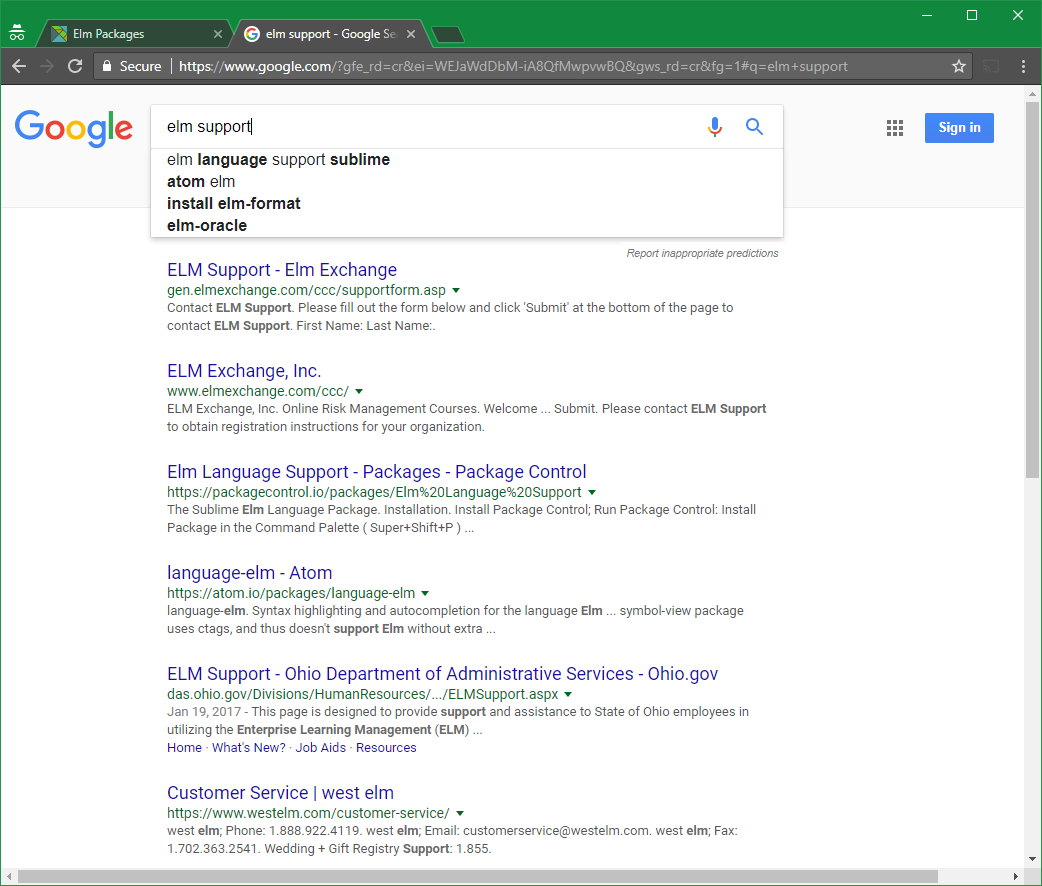 Elm Packages
elm support - Google Se
Secure
https://www.google.com/?gfe_rd=cr&ei=WEJaWdDbM-iA8QfMwpvwBQ&gws_rd=cr&fg=1#q=elm+support
Google
elm support
Sign in
elm language support sublime
atom elm
install elm-format
elm-oracle
Report inappropriate predictions
ELM Support - Elm Exchange
gen.elmexchange.com/ccc/supportform.asp
Contact ELM Support. Please fill out the form below and click 'Submit' at the bottom of the page to
contact ELM Support. First Name: Last Name:.
ELM Exchange, Inc.
www.elmexchange.com/ccc/
ELM Exchange, Inc. Online Risk Management Courses. Welcome ... Submit. Please contact ELM Support
to obtain registration instructions for your organization.
Elm Language Support - Packages - Package Control
https://packagecontrol.io/packages/Elm%20Language%20Support
The Sublime Elm Language Package. Installation. Install Package Control; Run Package Control: Install
Package in the Command Palette ( Super+Shift+P ) ...
language-elm - Atom
https://atom.io/packages/language-elm
language-elm. Syntax highlighting and autocompletion for the language Elm ... symbol-view package
uses ctags, and thus doesn't support Elm without extra ...
ELM Support - Ohio Department of Administrative Services - Ohio.gov
das.ohio.gov/Divisions/HumanResources/.../ELMSupport.aspx
Jan 19, 2017 - This page is designed to provide support and assistance to State of Ohio employees in
utilizing the Enterprise Learning Management (ELM) ...
Home · What's New? · Job Aids · Resources
Customer Service | west elm
https://www.westelm.com/customer-service/
west elm; Phone: 1.888.922.4119. west elm; Email: customerservice@westelm.com. west elm; Fax:
1.702.363.2541. Wedding + Gift Registry Support: 1.855.